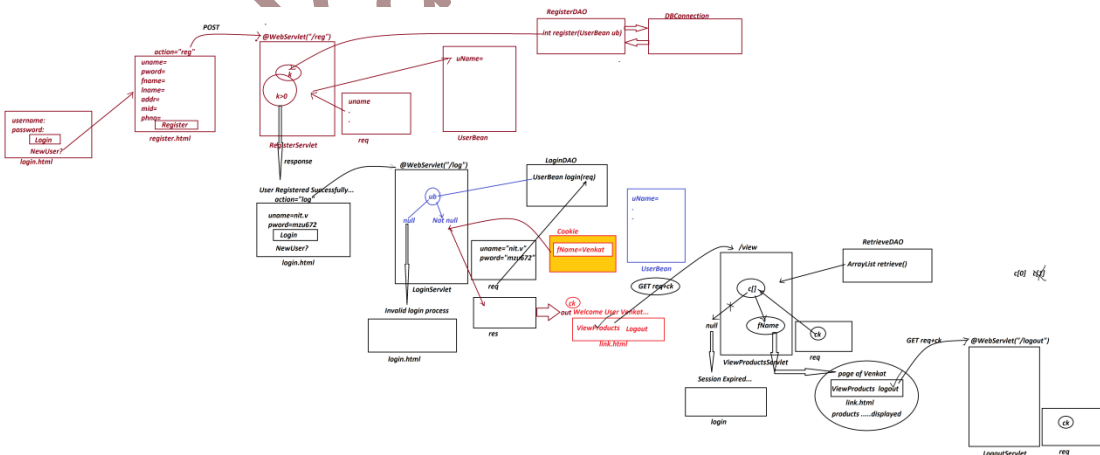 POST
action="reg"
uname=
pword=
fname=
lname=
addr=
mid=
phno=
Register
register.html
username:
password:
Login
NewUser?
login.html
@WebServlet("/reg")
k
k>0
RegisterServlet
response
uname
.
.
req
uName=
UserBean
RegisterDAO
int register(UserBean ub)
DBConnection
User Registered Successfully...
action="log"
uname=nit.v
pword=mzu672
Login
NewUser?
login.html
@WebServlet("/log")
ub
null
Not null
LoginServlet
Invalid login process
login.html
LoginDAO
UserBean login(req)
uname="nit.v"
pword="mzu672"
req
res
Cookie
fName=Venkat
uName=
.
.
UserBean
ck
out
Welcome User Venkat...
ViewProducts Logout
link.html
GET req+ck
/view
c[]
null
fName
ViewProductsServlet
ck
req
RetrieveDAO
ArrayList retrieve()
c[0]
Session Expired...
login
page of Venkat
ViewProducts logout
link.html
products .....displayed
GET req+ck
@WebServlet("/logout")
LogoutServlet
ck
req